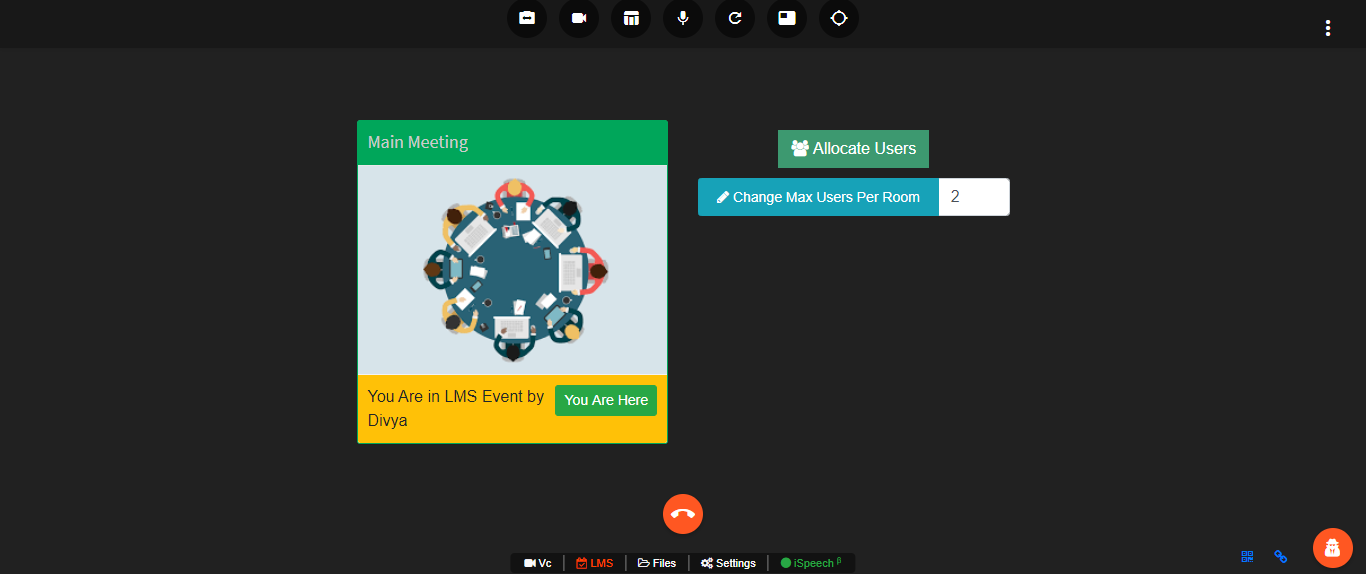 Main Meeting
Allocate Users
Change Max Users Per Room 2
You Are in LMS Event by
Divya
You Are Here
Vc LMS Files Settings iSpeech β